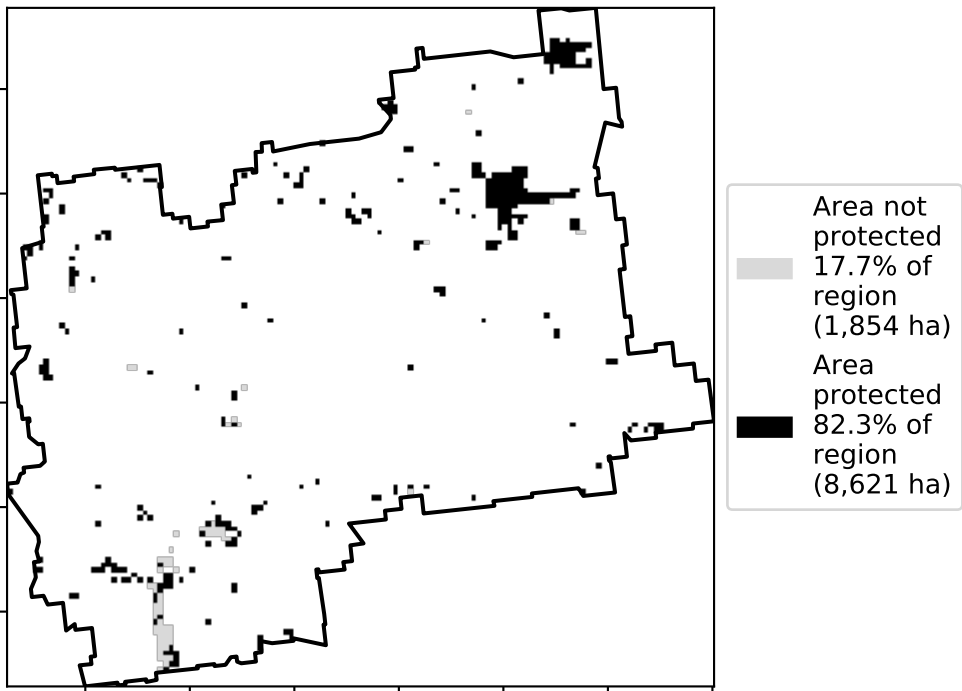 Area not
protected
17.7% of
region
(1,854 ha)
Area
protected
82.3% of
region
(8,621 ha)